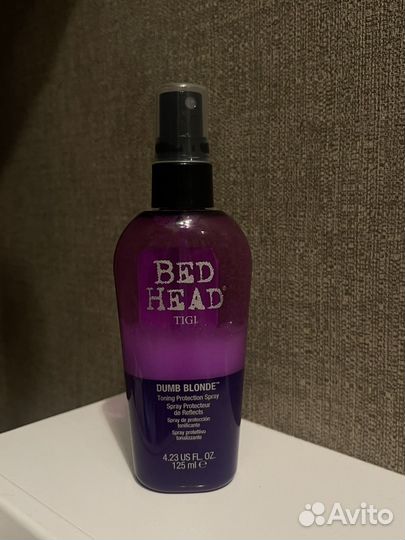 BED
HEAD®
TIGI
DUMB BLONDE™
Toning Protection Spray
Spray Protecteur
de Reflects
Spray de protección
tonificante
Spray protettivo
tonalizzante
4.23 US FL. OZ.
125 ml ℮
Avito